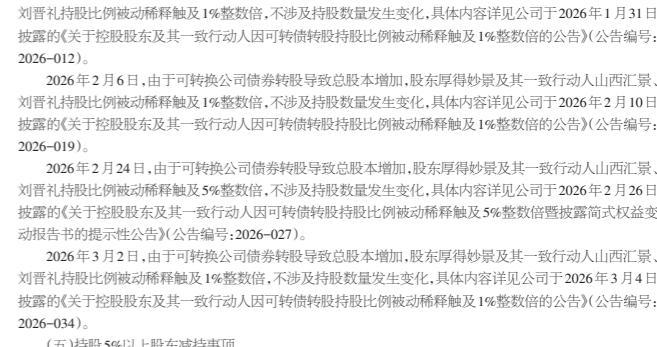 刘晋礼持股比例被动稀释触及1%整数倍,不涉及持股数量发生变化,具体内容详见公司于2026年1月31日
披露的《关于控股股东及其一致行动人因可转债转股持股比例被动稀释触及1%整数倍的公告》(公告编号:
2026-012)。
2026年2月6日,由于可转换公司债券转股导致总股本增加,股东厚得妙景及其一致行动人山西汇景、
刘晋礼持股比例被动稀释触及1%整数倍,不涉及持股数量发生变化,具体内容详见公司于2026年2月10日
披露的《关于控股股东及其一致行动人因可转债转股持股比例被动稀释触及1%整数倍的公告》(公告编号:
2026-019)。
2026年2月24日,由于可转换公司债券转股导致总股本增加,股东厚得妙景及其一致行动人山西汇景、
刘晋礼持股比例被动稀释触及5%整数倍,不涉及持股数量发生变化,具体内容详见公司于2026年2月26日
披露的《关于控股股东及其一致行动人因可转债转股持股比例被动稀释触及5%整数倍暨披露简式权益变
动报告书的提示性公告》(公告编号:2026-027)。
2026年3月2日,由于可转换公司债券转股导致总股本增加,股东厚得妙景及其一致行动人山西汇景、
刘晋礼持股比例被动稀释触及1%整数倍,不涉及持股数量发生变化,具体内容详见公司于2026年3月4日
披露的《关于控股股东及其一致行动人因可转债转股持股比例被动稀释触及1%整数倍的公告》(公告编号:
2026-034)。
(五)持股5%以上股东减持事项